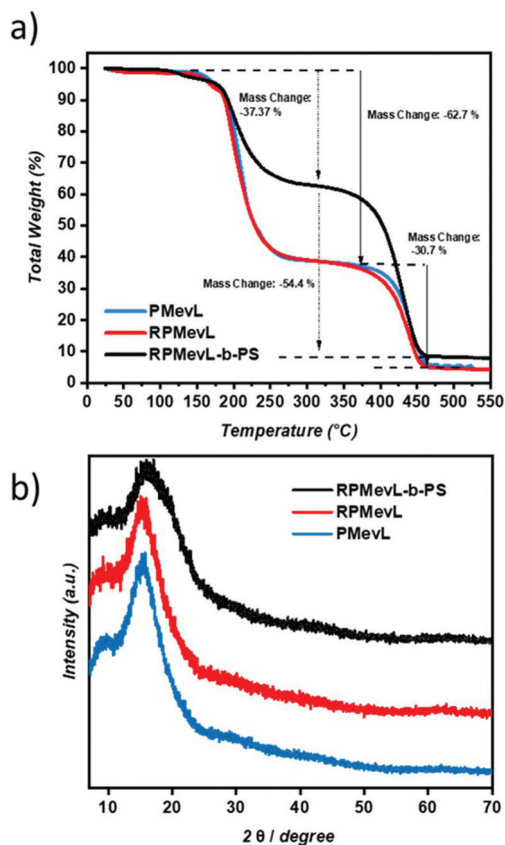 a)
100
90
80
70
60
50
40
30
20
10
0
Total Weight (%)
Mass Change:
-37.37 %
Mass Change: -62.7 %
Mass Change:
-30.7 %
Mass Change: -54.4 %
PMevL
RPMevL
RPMevL-b-PS
0 50 100 150 200 250 300 350 400 450 500 550
Temperature (°C)
b)
RPMevL-b-PS
RPMevL
PMevL
Intensity (a.u.)
10 20 30 40 50 60 70
2 θ / degree